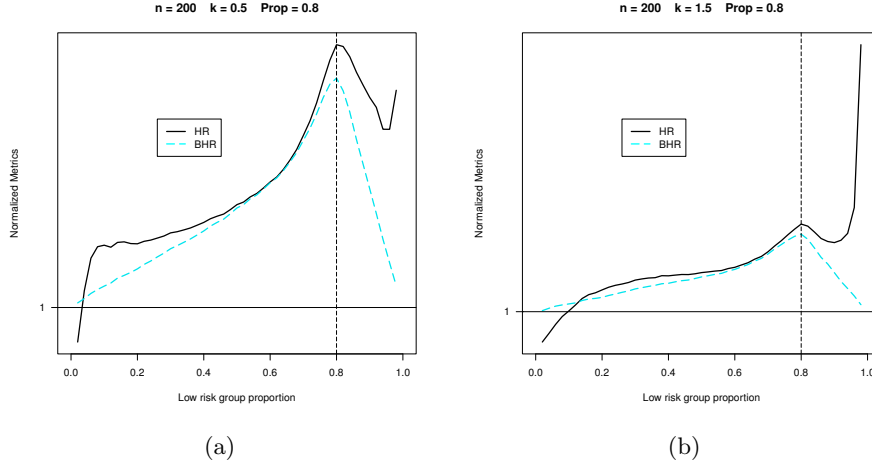 n = 200 k = 0.5 Prop = 0.8
Normalized Metrics
1
HR
BHR
0.0 0.2 0.4 0.6 0.8 1.0
Low risk group proportion
(a)
n = 200 k = 1.5 Prop = 0.8
Normalized Metrics
1
HR
BHR
0.0 0.2 0.4 0.6 0.8 1.0
Low risk group proportion
(b)